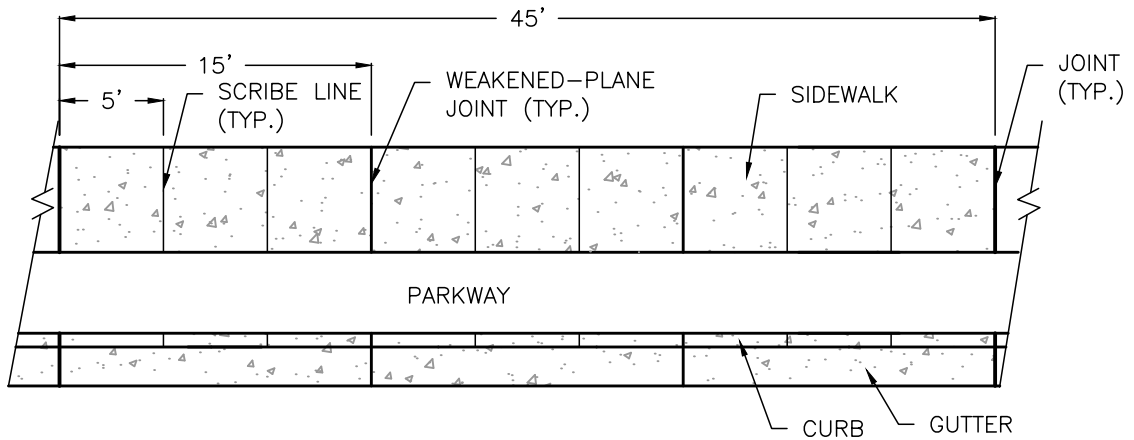 45'
15'
5'
SCRIBE LINE
(TYP.)
WEAKENED-PLANE
JOINT (TYP.)
SIDEWALK
JOINT
(TYP.)
PARKWAY
CURB
GUTTER